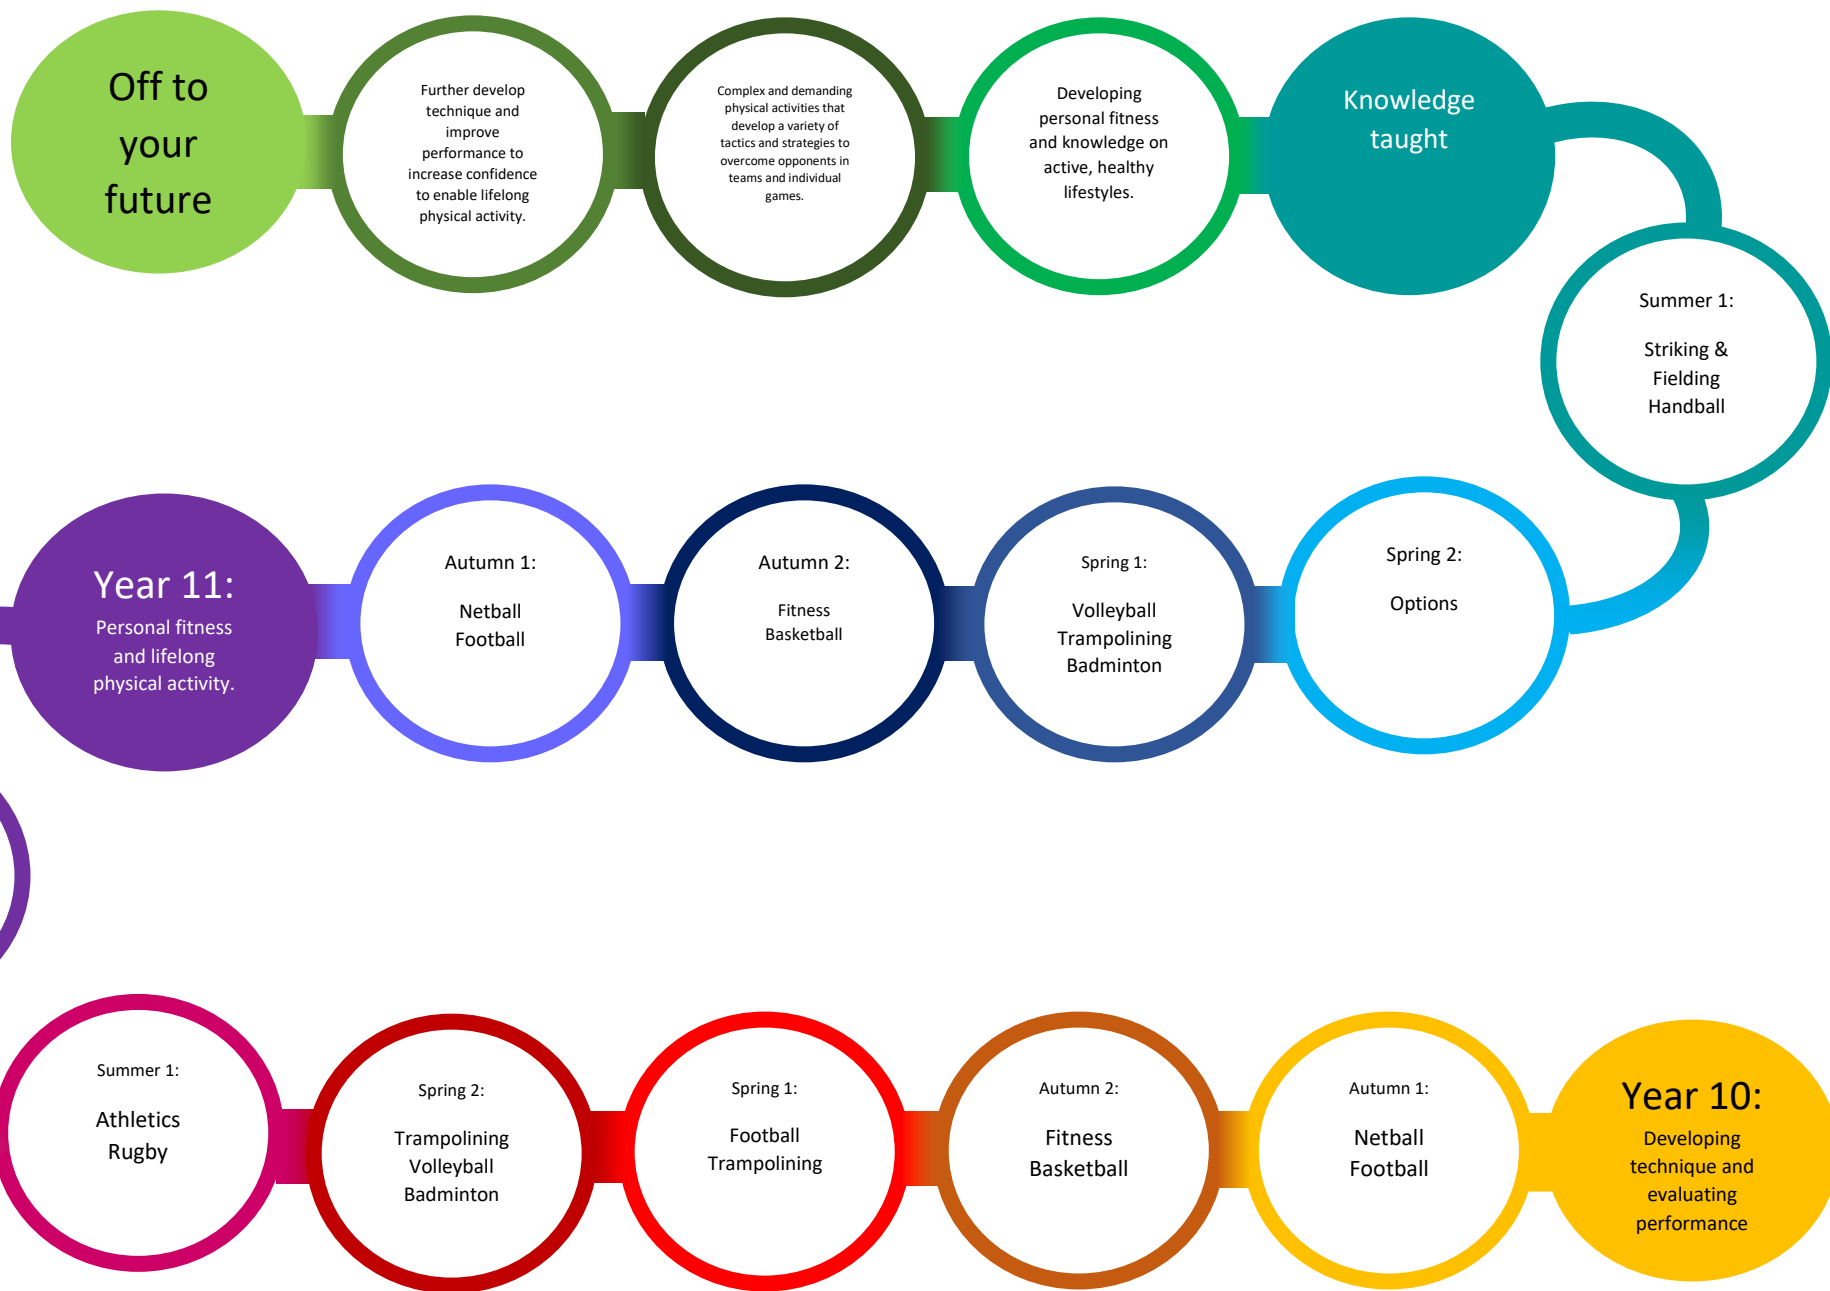 Off to
your
future
Further develop
technique and
improve
performance to
increase confidence
to enable lifelong
physical activity.
Complex and demanding
physical activities that
develop a variety of
tactics and strategies to
overcome opponents in
teams and individual
games.
Developing
personal fitness
and knowledge on
active, healthy
lifestyles.
Knowledge
taught
Summer 1:
Striking &
Fielding
Handball
Year 11:
Personal fitness
and lifelong
physical activity.
Autumn 1:
Netball
Football
Autumn 2:
Fitness
Basketball
Spring 1:
Volleyball
Trampolining
Badminton
Spring 2:
Options
Summer 1:
Athletics
Rugby
Spring 2:
Trampolining
Volleyball
Badminton
Spring 1:
Football
Trampolining
Autumn 2:
Fitness
Basketball
Autumn 1:
Netball
Football
Year 10:
Developing
technique and
evaluating
performance